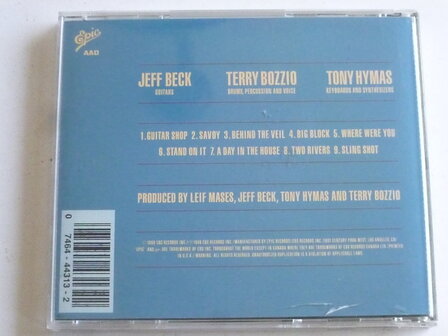 Epic
AAD
JEFF BECK TERRY BOZZIO TONY HYMAS
GUITARS DRUMS, PERCUSSION AND VOICE KEYBOARDS AND SYNTHESIZERS
1. GUITAR SHOP 2. SAVOY 3. BEHIND THE VEIL 4. BIG BLOCK 5. WHERE WERE YOU
6. STAND ON IT 7. A DAY IN THE HOUSE 8. TWO RIVERS 9. SLING SHOT
PRODUCED BY LEIF MASES, JEFF BECK, TONY HYMAS AND TERRY BOZZIO
0 7464-44313-2